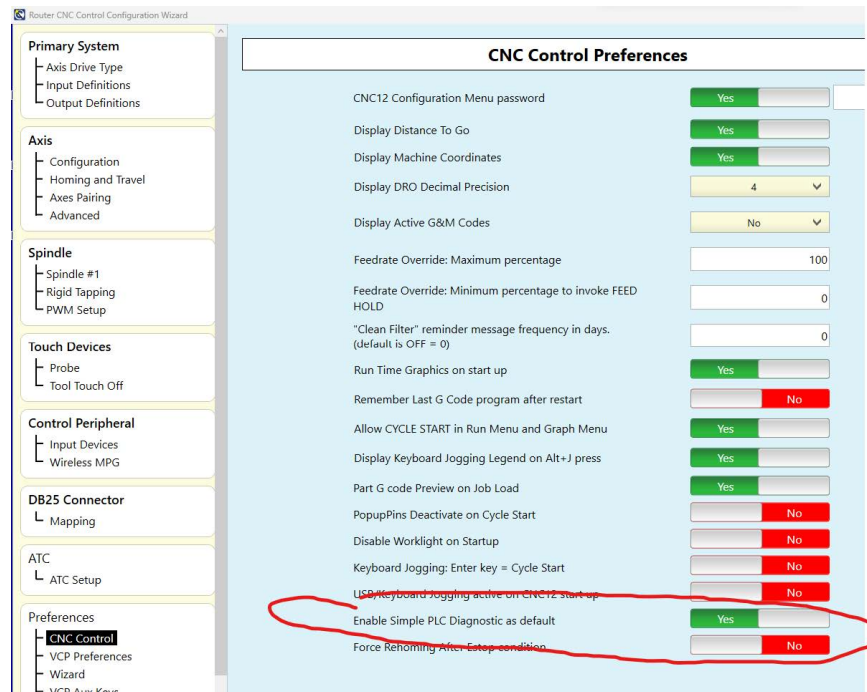 Router CNC Control Configuration Wizard
Primary System
Axis Drive Type
Input Definitions
Output Definitions
Axis
Configuration
Homing and Travel
Axes Pairing
Advanced
Spindle
Spindle #1
Rigid Tapping
PWM Setup
Touch Devices
Probe
Tool Touch Off
Control Peripheral
Input Devices
Wireless MPG
DB25 Connector
Mapping
ATC
ATC Setup
Preferences
CNC Control
VCP Preferences
Wizard
VCP Aux Keys
CNC Control Preferences
CNC12 Configuration Menu password Yes
Display Distance To Go Yes
Display Machine Coordinates Yes
Display DRO Decimal Precision 4
Display Active G&M Codes No
Feedrate Override: Maximum percentage 100
Feedrate Override: Minimum percentage to invoke FEED
HOLD 0
"Clean Filter" reminder message frequency in days.
(default is OFF = 0) 0
Run Time Graphics on start up Yes
Remember Last G Code program after restart No
Allow CYCLE START in Run Menu and Graph Menu Yes
Display Keyboard Jogging Legend on Alt+J press Yes
Part G code Preview on Job Load Yes
PopupPins Deactivate on Cycle Start No
Disable Worklight on Startup No
Keyboard Jogging: Enter key = Cycle Start No
USB/Keyboard Jogging active on CNC12 start up No
Enable Simple PLC Diagnostic as default Yes
Force Rehoming After Estop condition No